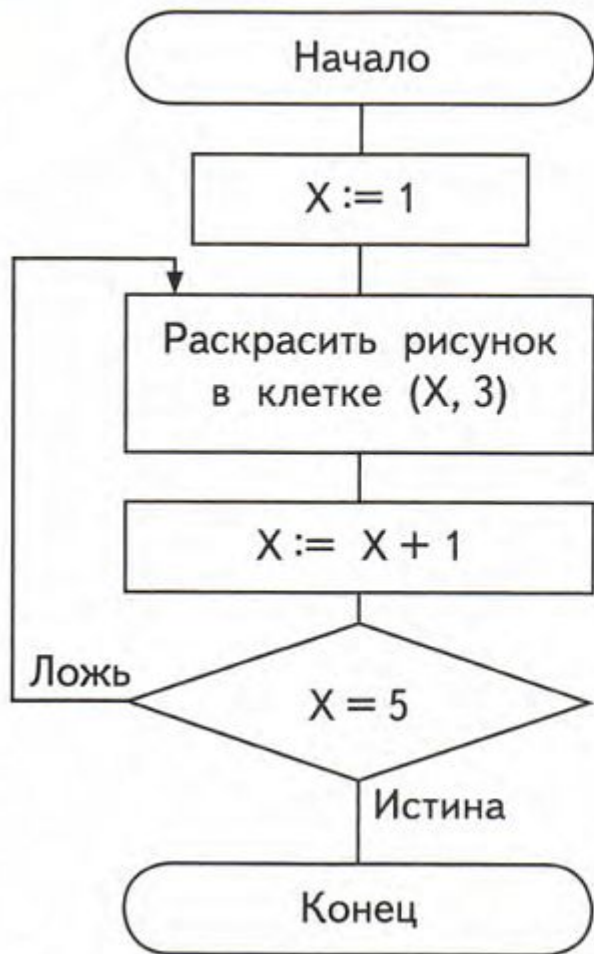 Начало
X := 1
Раскрасить рисунок
в клетке (X, 3)
X := X + 1
Ложь
X = 5
Истина
Конец